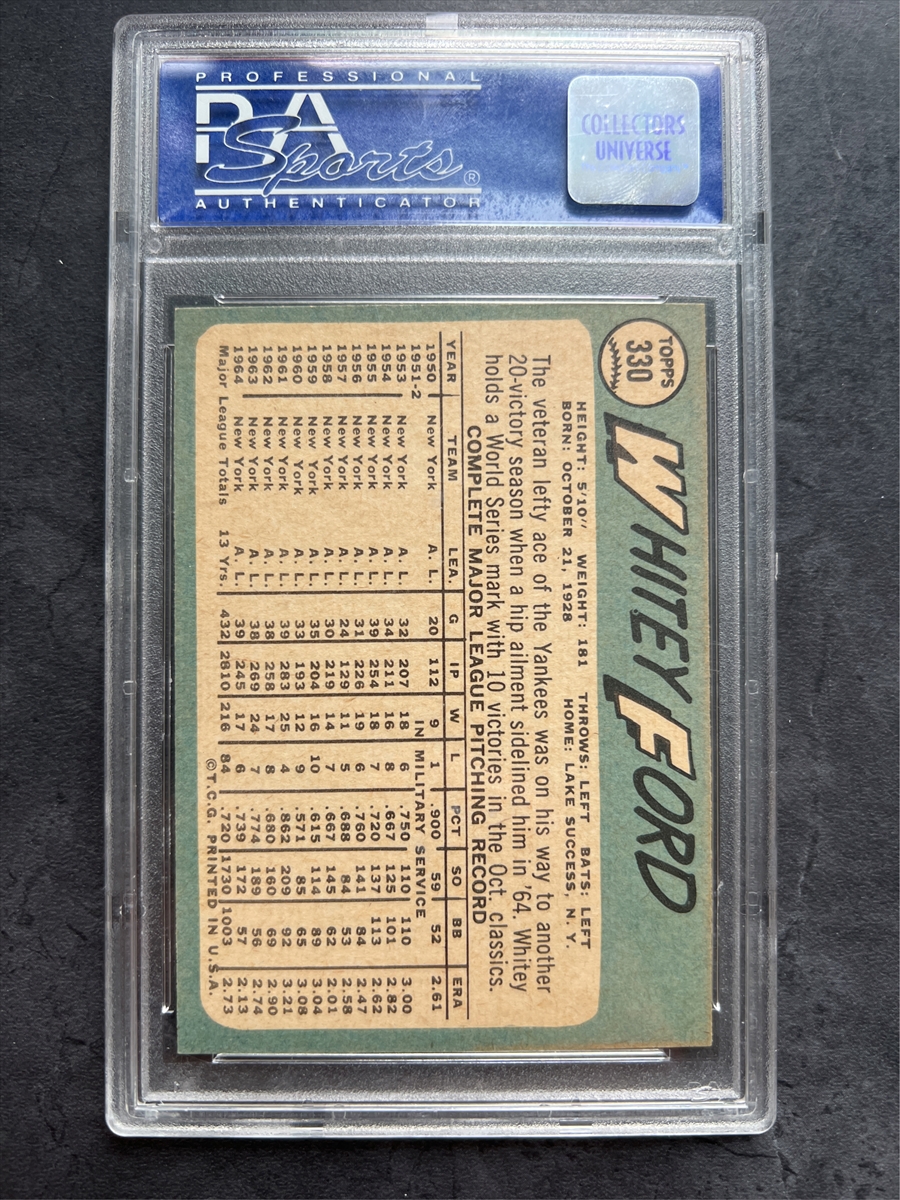 PROFESSIONAL
PSA
Sports®
AUTHENTICATOR
COLLECTORS
UNIVERSE
TOPPS
330
WHITEY FORD
HEIGHT: 5'10" WEIGHT: 181 THROWS: LEFT BATS: LEFT
BORN: OCTOBER 21, 1928 HOME: LAKE SUCCESS, N. Y.
The veteran lefty ace of the Yankees was on his way to another
20-victory season when a hip ailment sidelined him in '64. Whitey
holds a World Series mark with 10 victories in the Oct. classics.
COMPLETE MAJOR LEAGUE PITCHING RECORD
YEAR TEAM LEA. G IP W L PCT SO BB ERA
1950 New York A. L. 20 112 9 1 .900 59 52 2.61
1951-2 IN MILITARY SERVICE
1953 New York A. L. 32 207 18 6 .750 110 110 3.00
1954 New York A. L. 34 211 16 8 .667 125 101 2.82
1955 New York A. L. 39 254 18 7 .720 137 113 2.62
1956 New York A. L. 31 226 19 6 .760 141 84 2.47
1957 New York A. L. 24 129 11 5 .688 84 53 2.58
1958 New York A. L. 30 219 14 7 .667 145 62 2.01
1959 New York A. L. 35 204 16 10 .615 114 89 3.04
1960 New York A. L. 33 193 12 9 .571 85 65 3.08
1961 New York A. L. 39 283 25 4 .862 209 92 3.21
1962 New York A. L. 38 258 17 8 .680 160 69 2.90
1963 New York A. L. 38 269 24 7 .774 189 56 2.74
1964 New York A. L. 39 245 17 6 .739 172 57 2.13
Major League Totals 13 Yrs. 432 2810 216 84 .720 1730 1003 2.73
©T.C.G. PRINTED IN U.S.A.